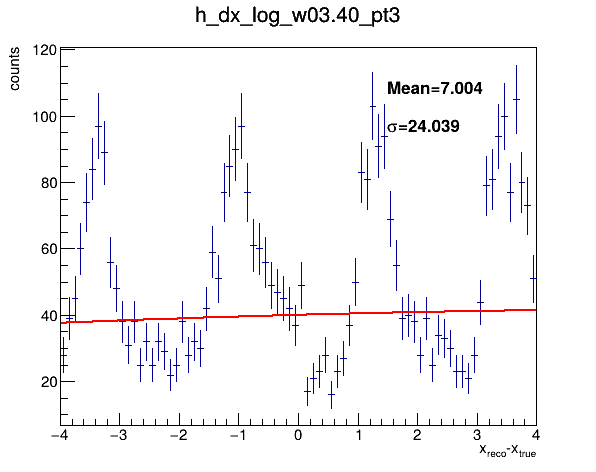 h_dx_log_w03.40_pt3
counts
120
100
80
60
40
20
Mean=7.004
σ=24.039
−4 −3 −2 −1 0 1 2 3 4
x_reco-x_true